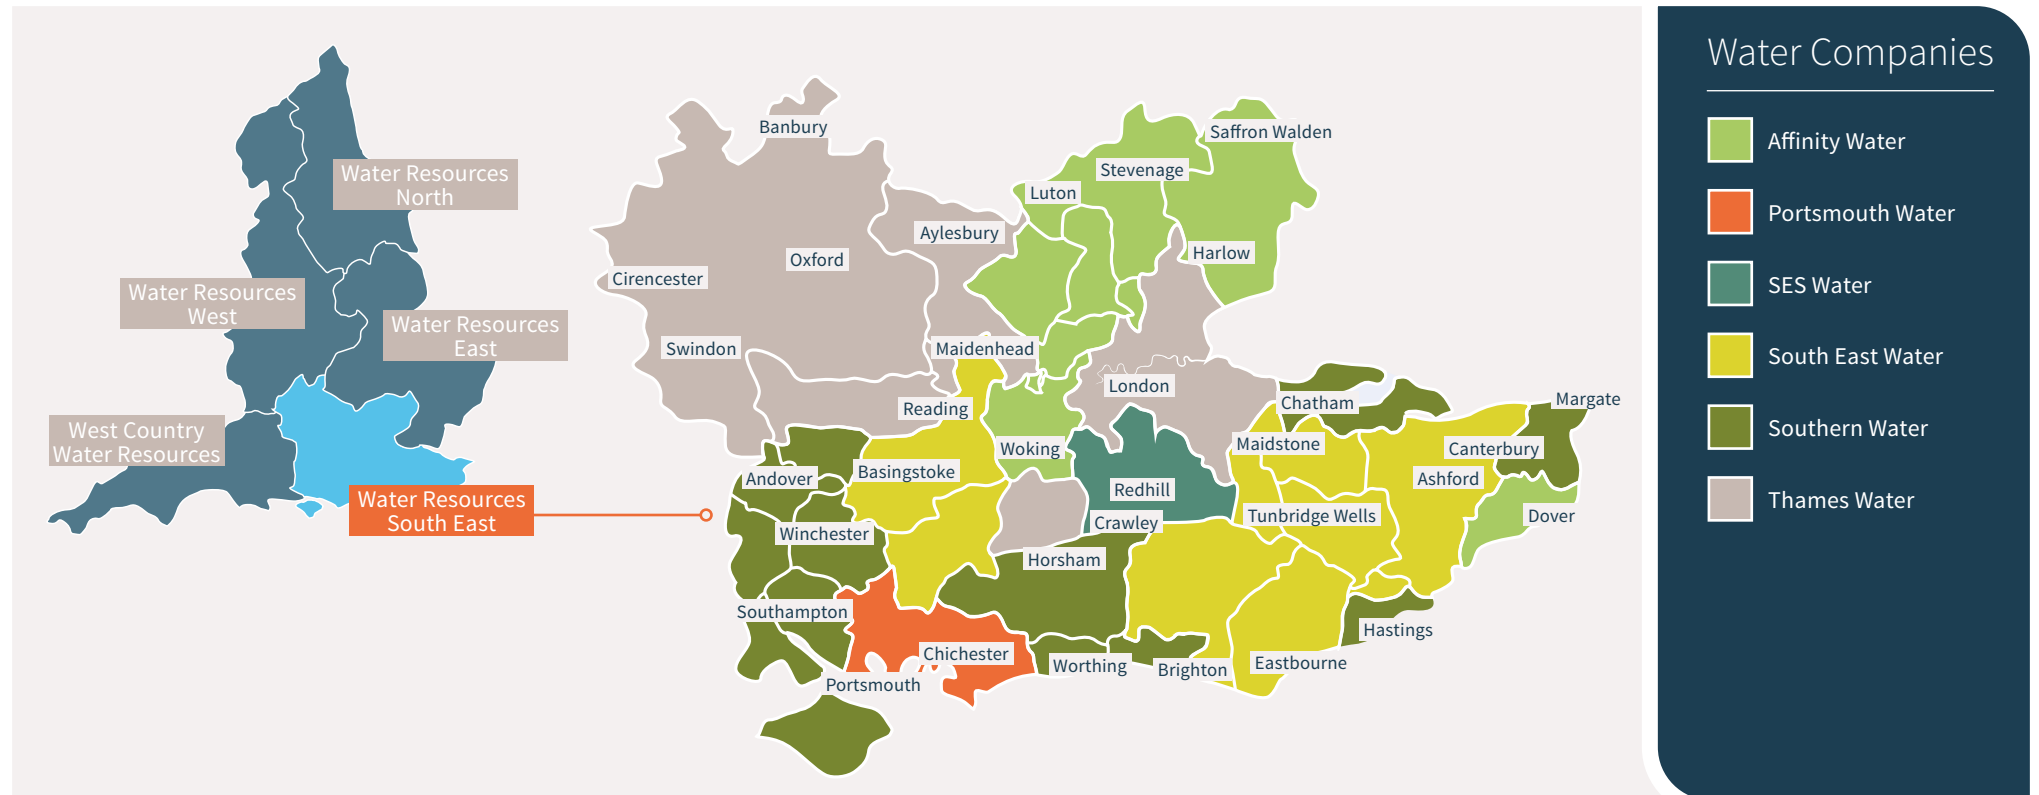 Water Resources
North
Water Resources
West
Water Resources
East
West Country
Water Resources
Water Resources
South East
Banbury
Saffron Walden
Stevenage
Luton
Aylesbury
Oxford
Harlow
Cirencester
Swindon
Maidenhead
London
Reading
Chatham
Margate
Woking
Maidstone
Canterbury
Andover
Basingstoke
Ashford
Redhill
Crawley
Tunbridge Wells
Dover
Winchester
Horsham
Southampton
Hastings
Chichester
Worthing
Brighton
Eastbourne
Portsmouth
Water Companies
Affinity Water
Portsmouth Water
SES Water
South East Water
Southern Water
Thames Water